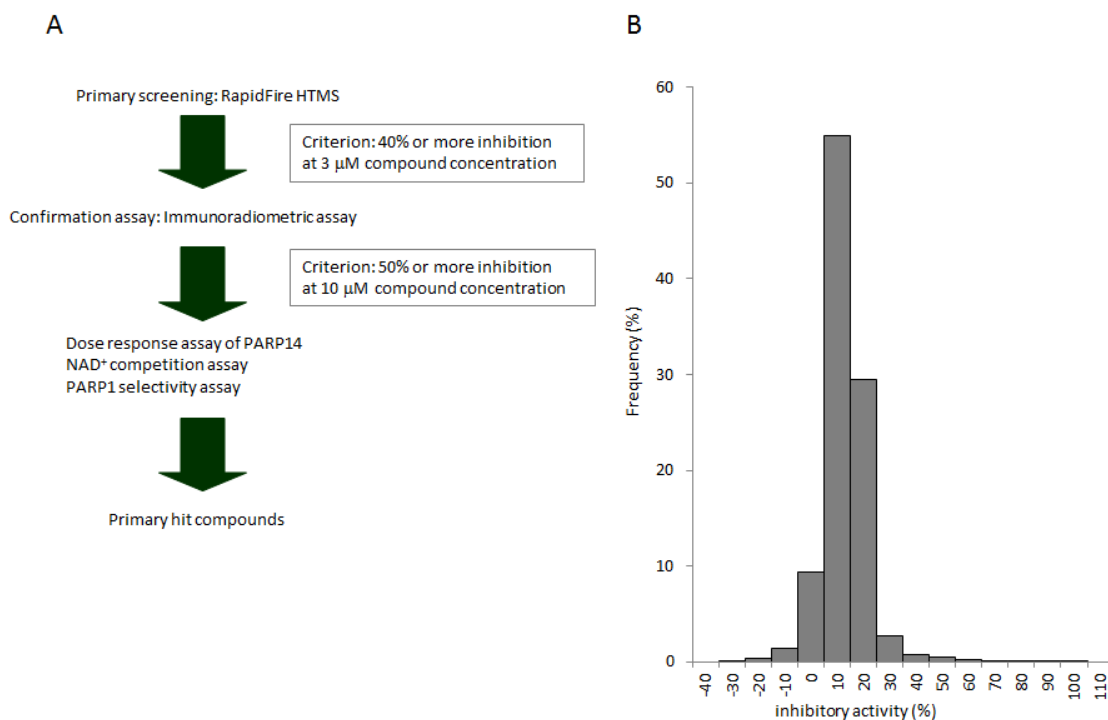 A
Primary screening: RapidFire HTMS
Criterion: 40% or more inhibition
at 3 μM compound concentration
Confirmation assay: Immunoradiometric assay
Criterion: 50% or more inhibition
at 10 μM compound concentration
Dose response assay of PARP14
NAD⁺ competition assay
PARP1 selectivity assay
Primary hit compounds
B
60
50
40
30
20
10
0
Frequency (%)
-40
-30
-20
-10
0
10
20
30
40
50
60
70
80
90
100
110
inhibitory activity (%)